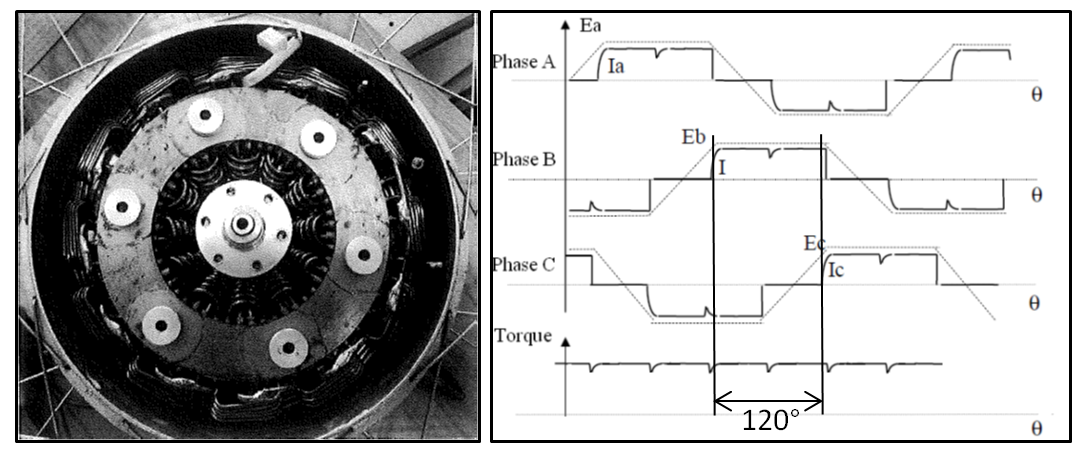 Ea
Phase A
Ia
θ
Eb
Phase B
I
θ
Ec
Phase C
Ic
θ
Torque
120°
θ